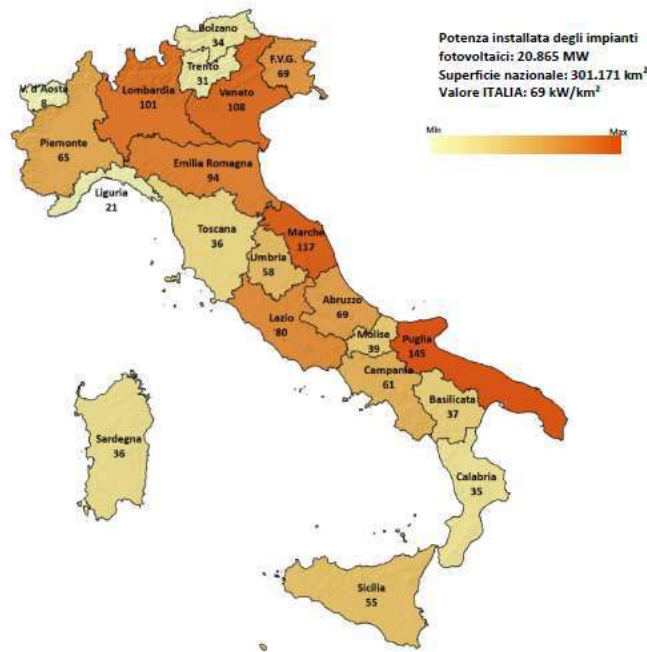 Bolzano
34
Potenza installata degli impianti
fotovoltaici: 20.865 MW
Superficie nazionale: 301.171 km²
Valore ITALIA: 69 kW/km²
Min
Max
Trento
31
F.V.G.
69
V. d'Aosta
8
Lombardia
101
Veneto
108
Piemonte
65
Emilia Romagna
94
Liguria
21
Toscana
36
Marche
117
Umbria
58
Abruzzo
69
Lazio
80
Molise
39
Puglia
145
Campania
61
Basilicata
37
Sardegna
36
Calabria
35
Sicilia
55